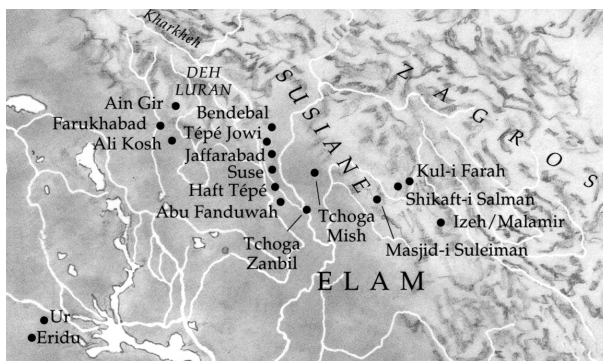 Kharkheh
DEH
LURAN
SUSIANE
ZAGROS
Ain Gir
Bendebal
Farukhabad
Tépé Jowi
Ali Kosh
Jaffarabad
Suse
Kul-i Farah
Haft Tépé
Shikaft-i Salman
Abu Fanduwah
Tchoga
Mish
Izeh/Malamir
Tchoga
Zanbil
Masjid-i Suleiman
ELAM
Ur
Eridu